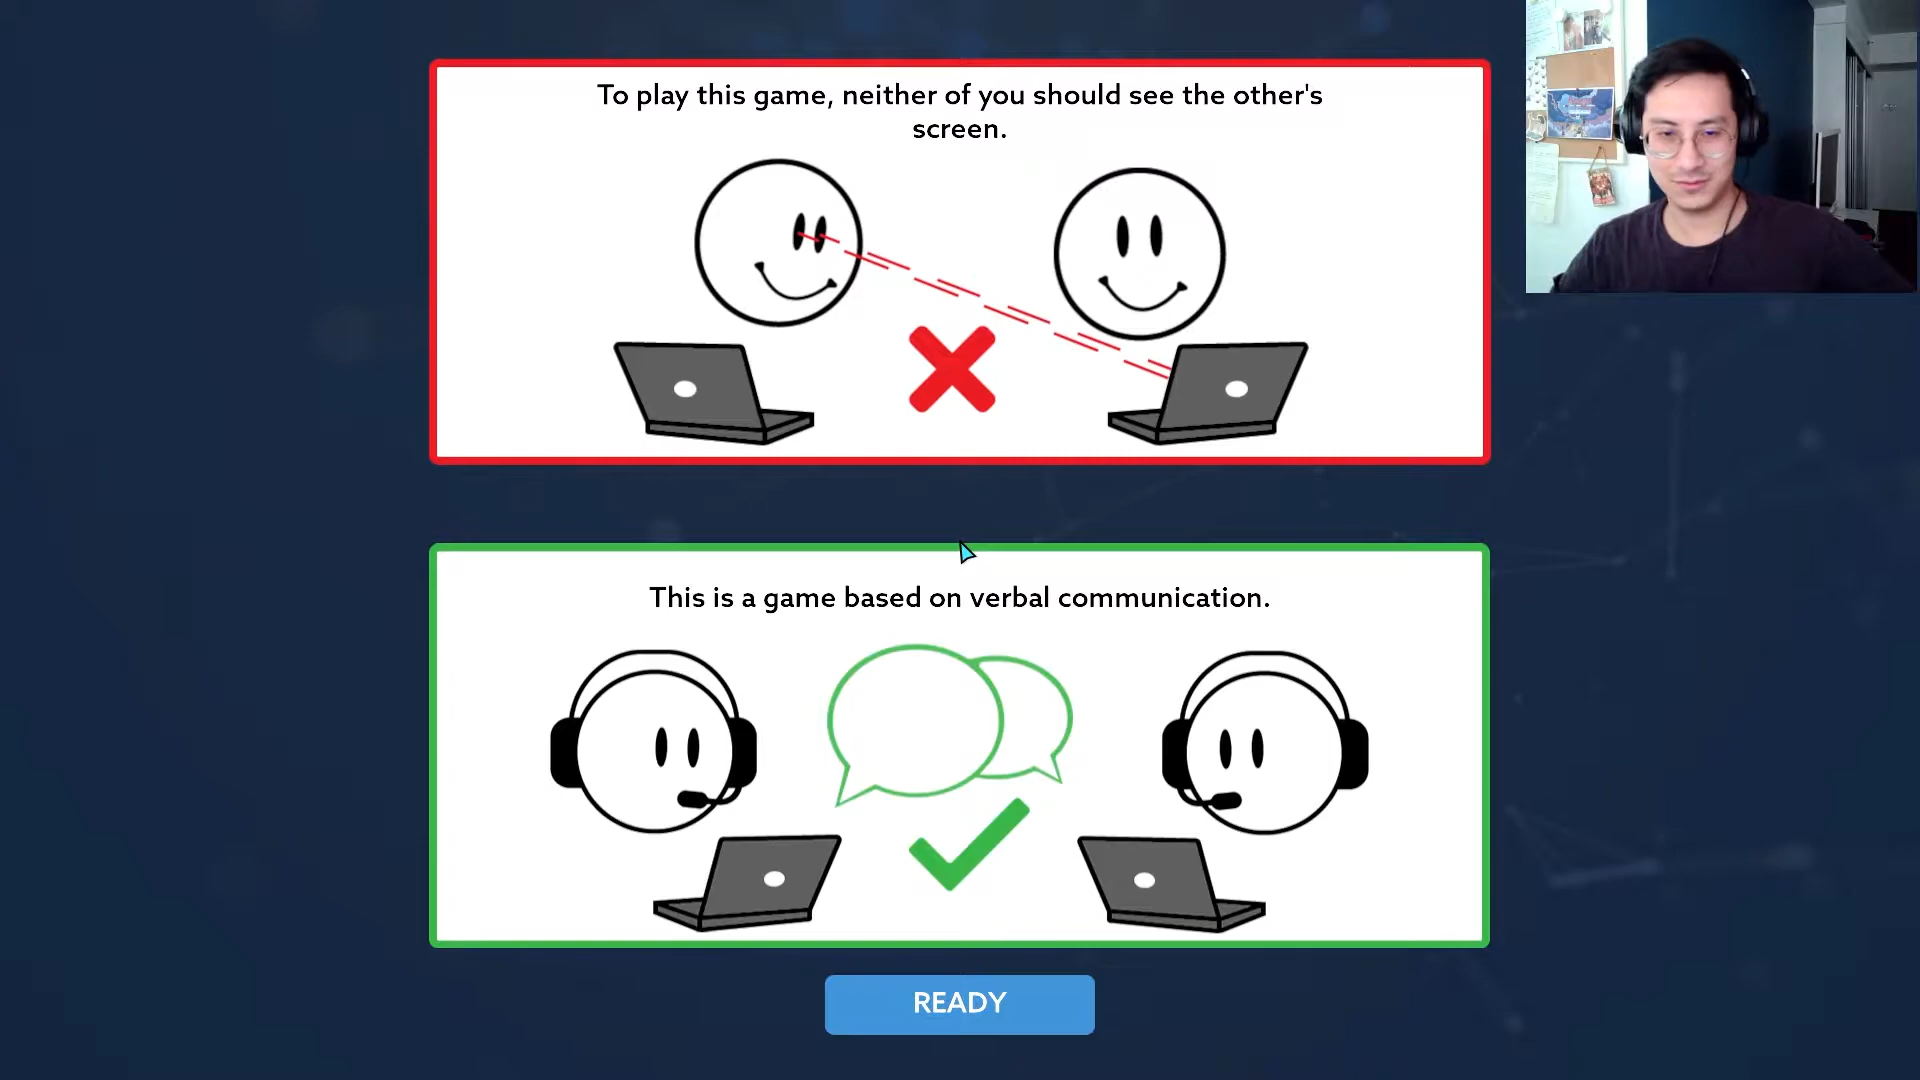 To play this game, neither of you should see the other's
screen.
This is a game based on verbal communication.
READY